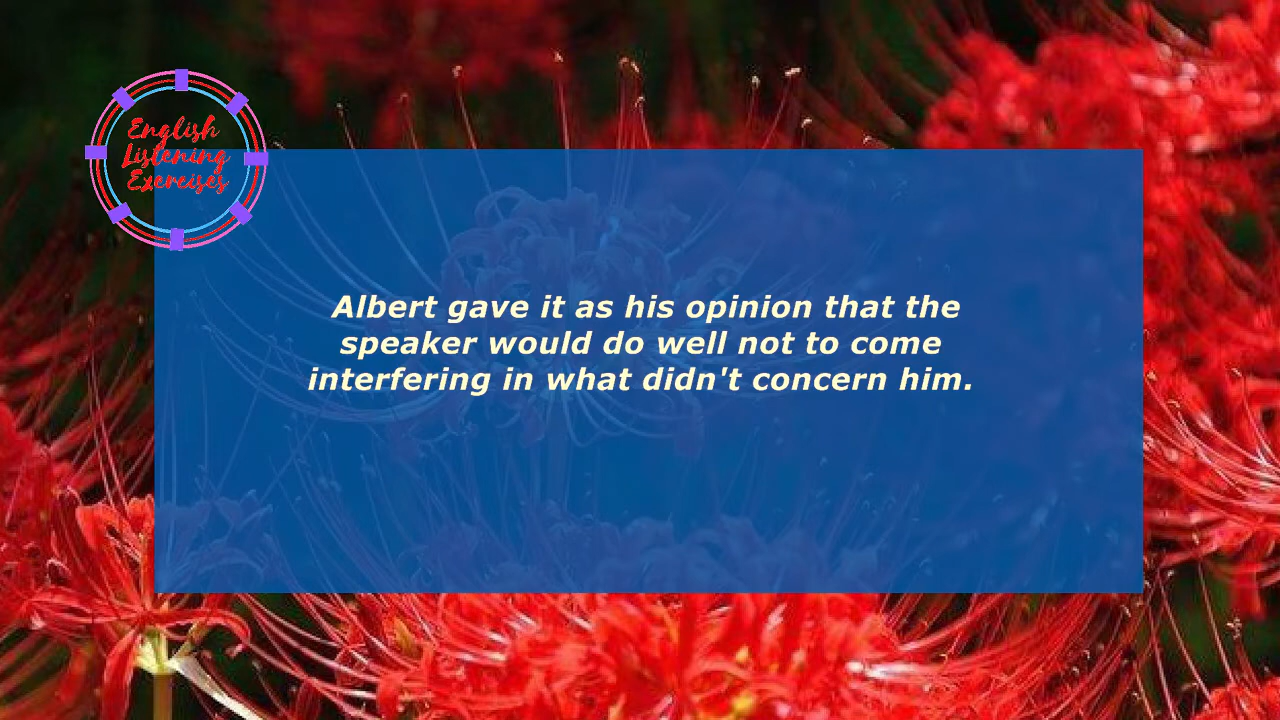 English
Listening
Exercises
Albert gave it as his opinion that the
speaker would do well not to come
interfering in what didn't concern him.